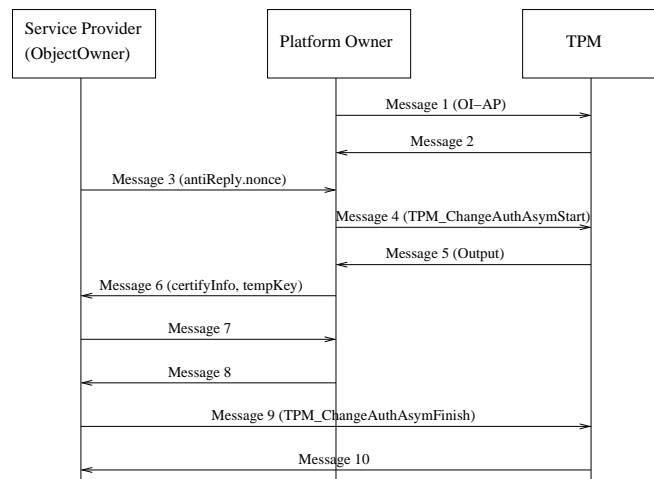 Service Provider
(ObjectOwner)
Platform Owner
TPM
Message 1 (OI−AP)
Message 2
Message 3 (antiReply.nonce)
Message 4 (TPM_ChangeAuthAsymStart)
Message 5 (Output)
Message 6 (certifyInfo, tempKey)
Message 7
Message 8
Message 9 (TPM_ChangeAuthAsymFinish)
Message 10